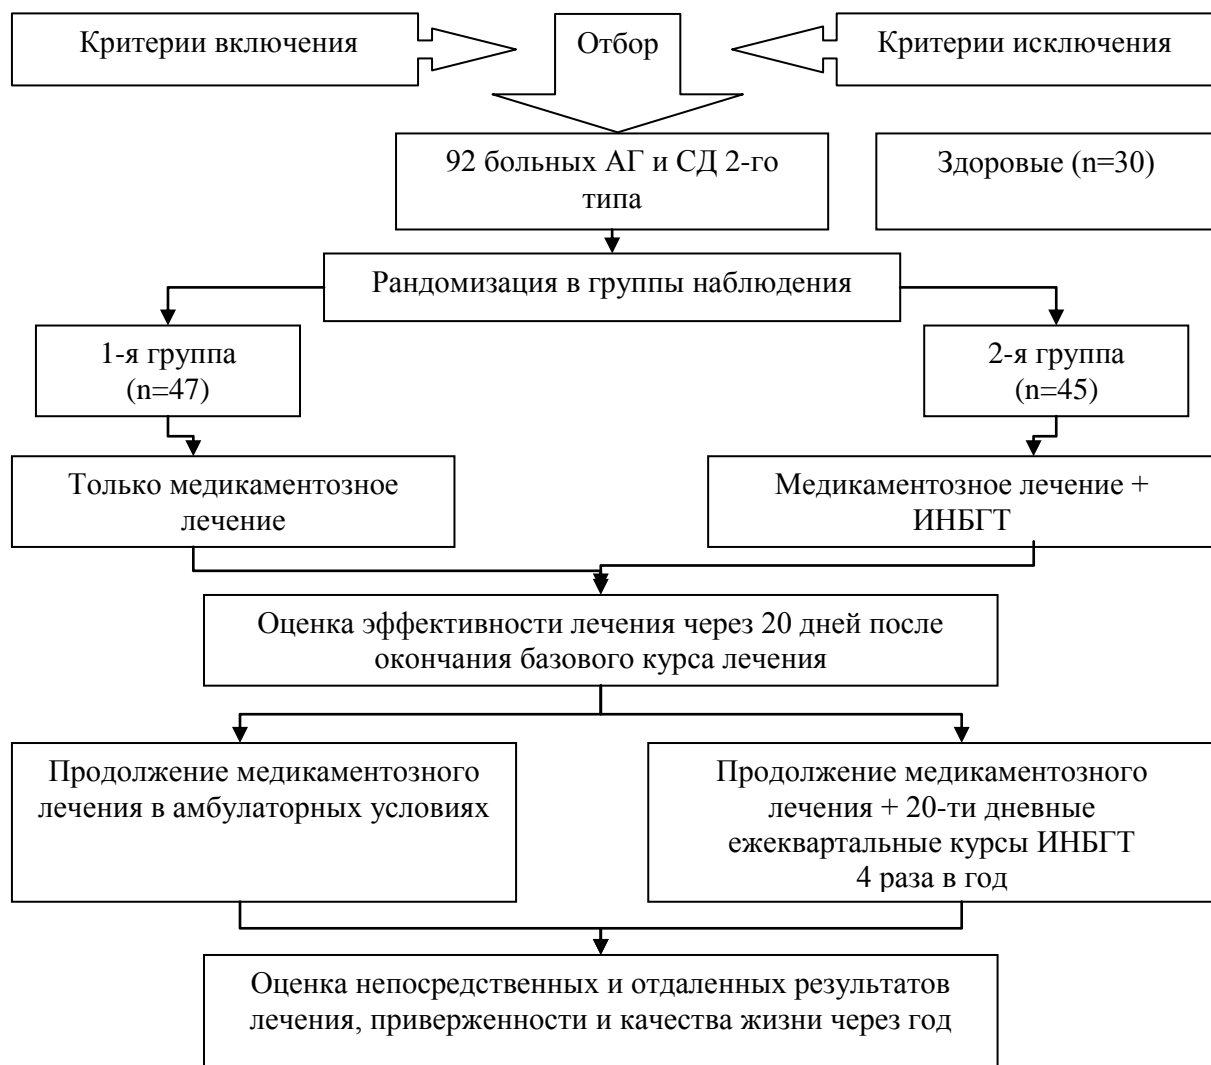 Критерии включения
Отбор
Критерии исключения
92 больных АГ и СД 2-го
типа
Здоровые (n=30)
Рандомизация в группы наблюдения
1-я группа
(n=47)
2-я группа
(n=45)
Только медикаментозное
лечение
Медикаментозное лечение +
ИНБГТ
Оценка эффективности лечения через 20 дней после
окончания базового курса лечения
Продолжение медикаментозного
лечения в амбулаторных условиях
Продолжение медикаментозного
лечения + 20-ти дневные
ежеквартальные курсы ИНБГТ
4 раза в год
Оценка непосредственных и отдаленных результатов
лечения, приверженности и качества жизни через год